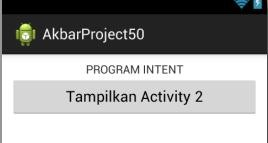 AkbarProject50
PROGRAM INTENT
Tampilkan Activity 2